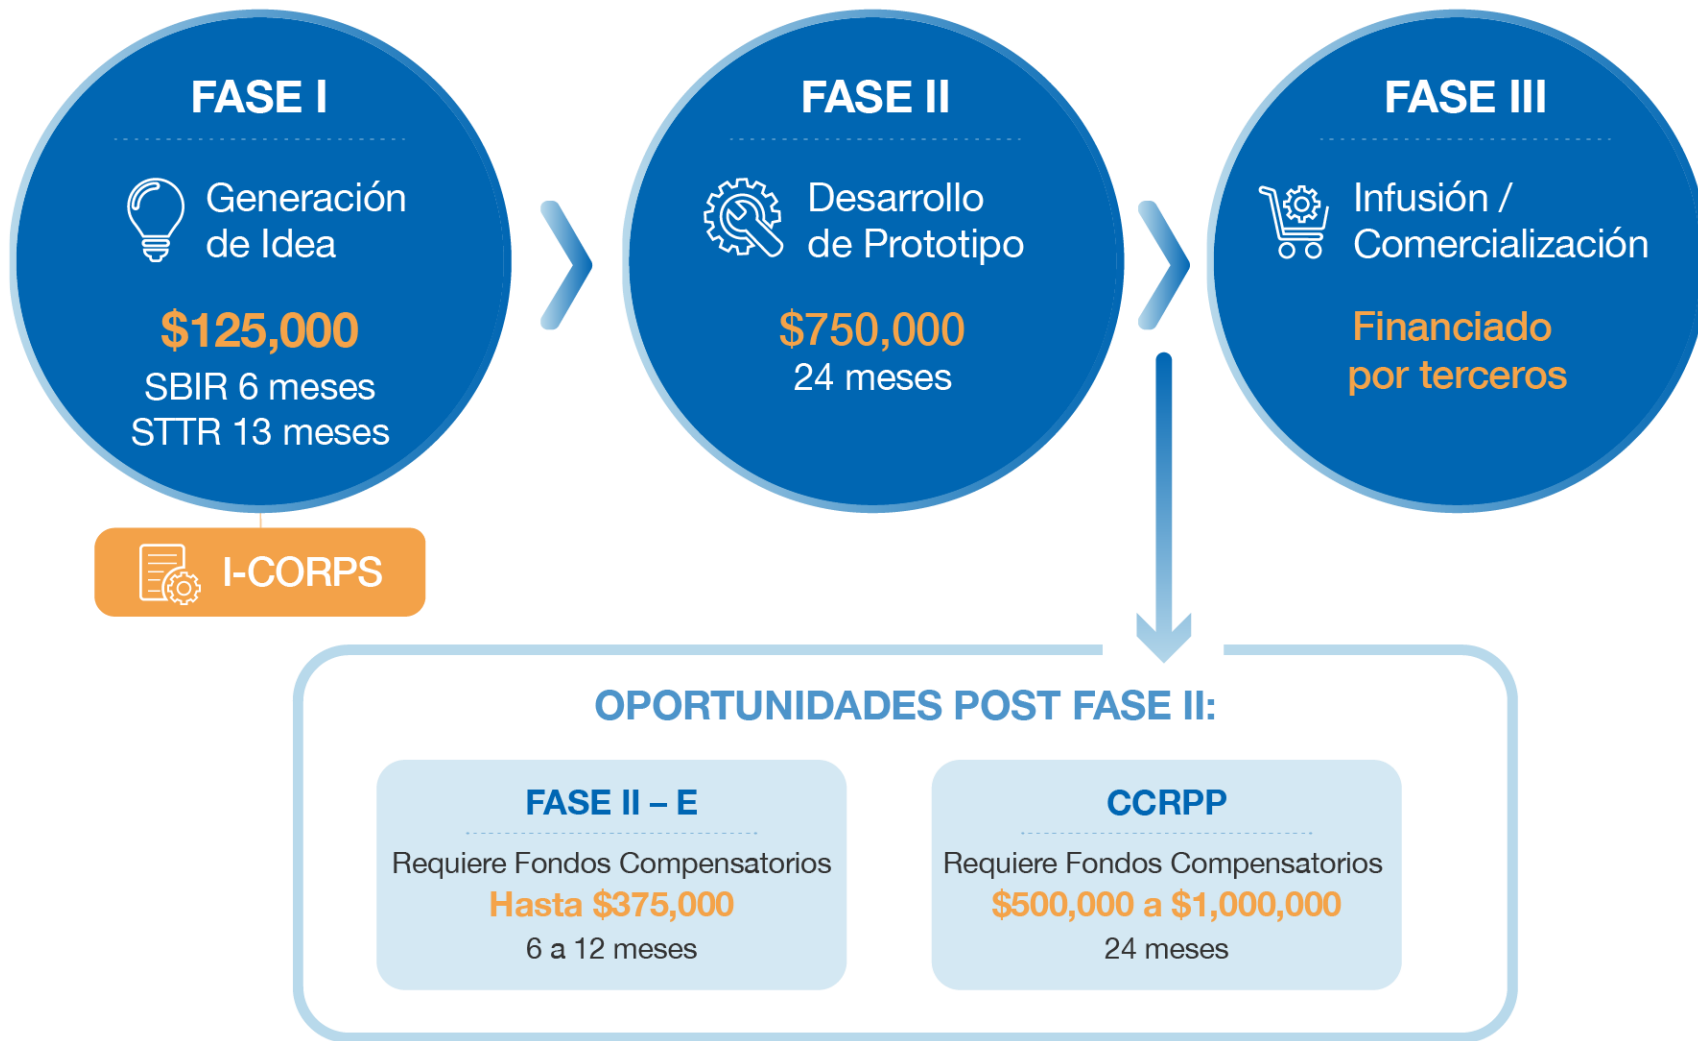 FASE I
Generación
de Idea
$125,000
SBIR 6 meses
STTR 13 meses
I-CORPS
FASE II
Desarrollo
de Prototipo
$750,000
24 meses
FASE III
Infusión /
Comercialización
Financiado
por terceros
OPORTUNIDADES POST FASE II:
FASE II – E
Requiere Fondos Compensatorios
Hasta $375,000
6 a 12 meses
CCRPP
Requiere Fondos Compensatorios
$500,000 a $1,000,000
24 meses